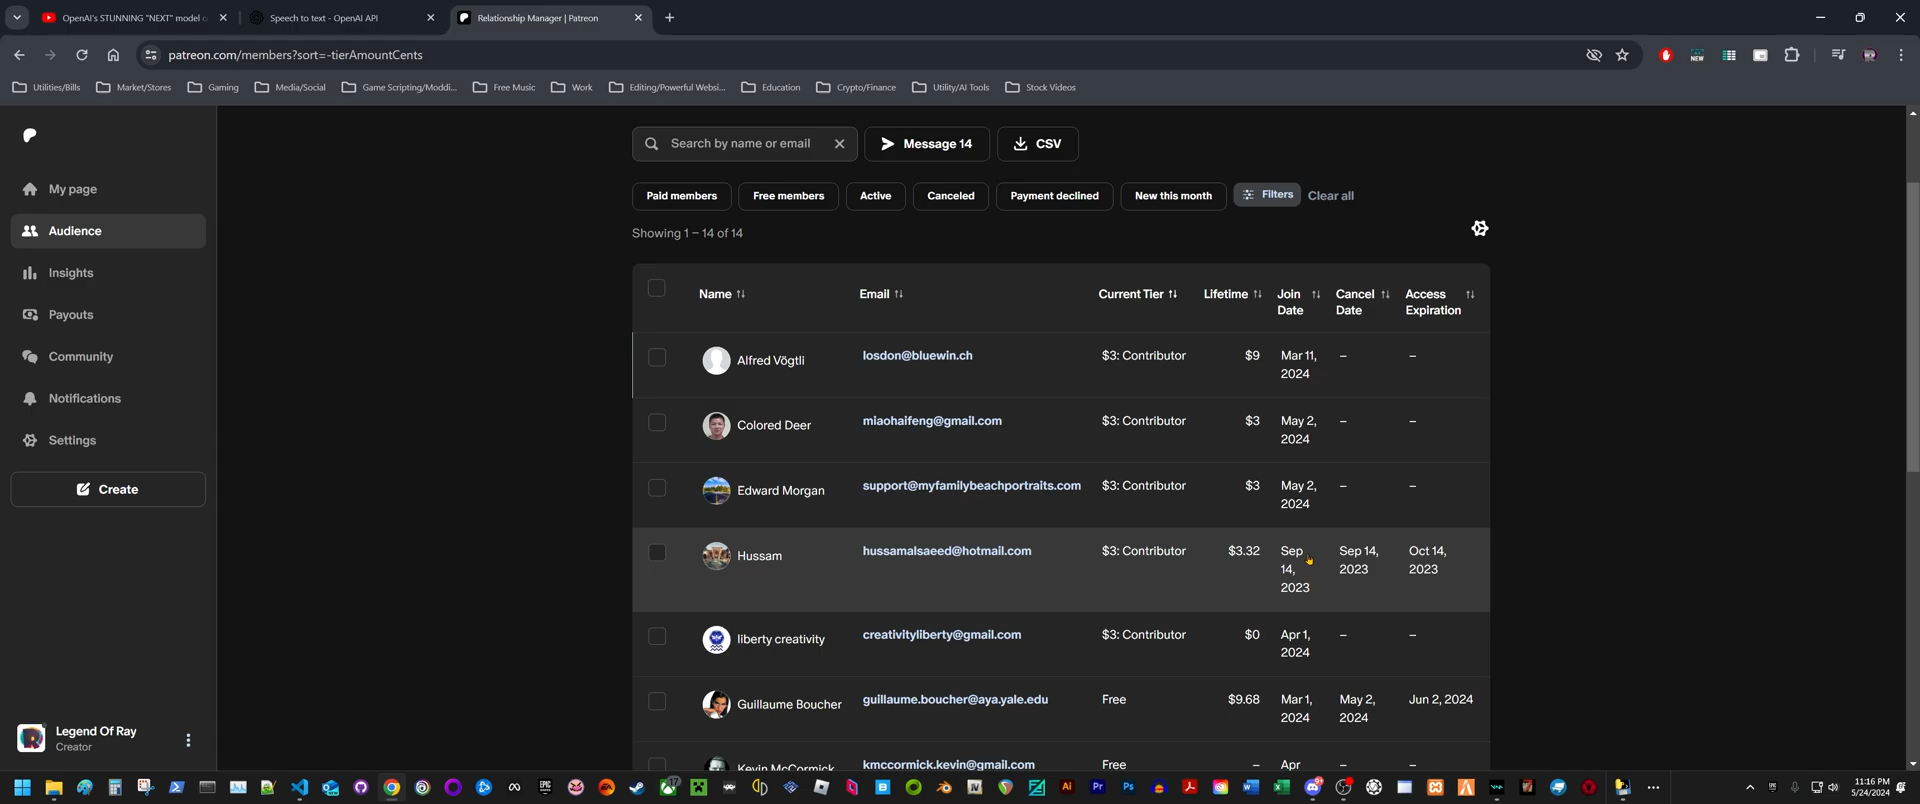 OpenAI's STUNNING "NEXT" model
Speech to text - OpenAI API
Relationship Manager | Patreon
patreon.com/members?sort=-tierAmountCents
Utilities/Bills
Market/Stores
Gaming
Media/Social
Game Scripting/Moddi...
Free Music
Work
Editing/Powerful Websi...
Education
Crypto/Finance
Utility/AI Tools
Stock Videos
My page
Audience
Insights
Payouts
Community
Notifications
Settings
Create
Legend Of Ray
Creator
Search by name or email
Message 14
CSV
Paid members
Free members
Active
Canceled
Payment declined
New this month
Filters
Clear all
Showing 1 – 14 of 14
Name
Email
Current Tier
Lifetime
Join Date
Cancel Date
Access Expiration
Alfred Vögtli losdon@bluewin.ch $3: Contributor $9 Mar 11, – –
2024
Colored Deer miaohaifeng@gmail.com $3: Contributor $3 May 2, – –
2024
Edward Morgan support@myfamilybeachportraits.com $3: Contributor $3 May 2, – –
2024
Hussam hussamalsaeed@hotmail.com $3: Contributor $3.32 Sep Sep 14, Oct 14,
14, 2023 2023
2023
liberty creativity creativityliberty@gmail.com $3: Contributor $0 Apr 1, – –
2024
Guillaume Boucher guillaume.boucher@aya.yale.edu Free $9.68 Mar 1, May 2, Jun 2, 2024
2024 2024
Kevin McCormick kmccormick.kevin@gmail.com Free – Apr – –
11:16 PM
5/24/2024